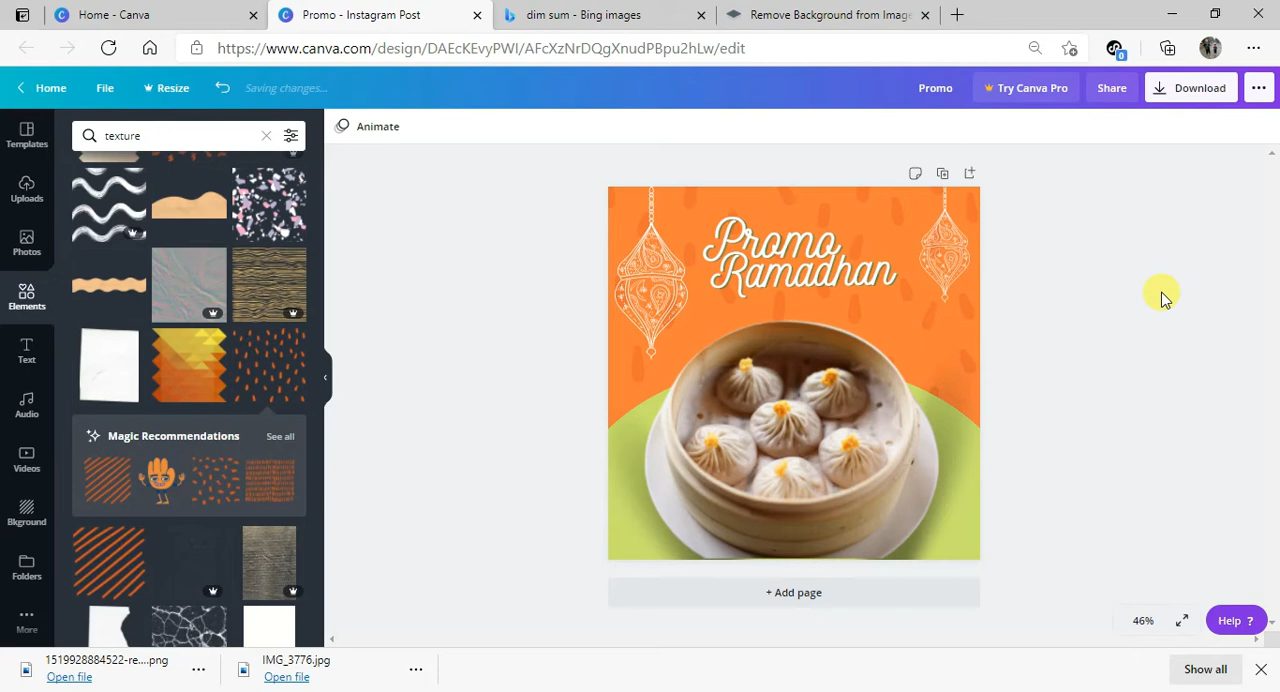 Home - Canva
Promo - Instagram Post
dim sum - Bing images
Remove Background from Image
https://www.canva.com/design/DAEcKEvyPWI/AFcXzNrDQgXnudPBpu2hLw/edit
0
Home
File
Resize
Saving changes...
Promo
Try Canva Pro
Share
Download
Templates
texture
Animate
Uploads
Photos
Elements
Text
Audio
Videos
Bkground
Folders
More
Magic Recommendations
See all
Promo
Ramadhan
+ Add page
46%
Help ?
1519928884522-re....png
Open file
IMG_3776.jpg
Open file
Show all